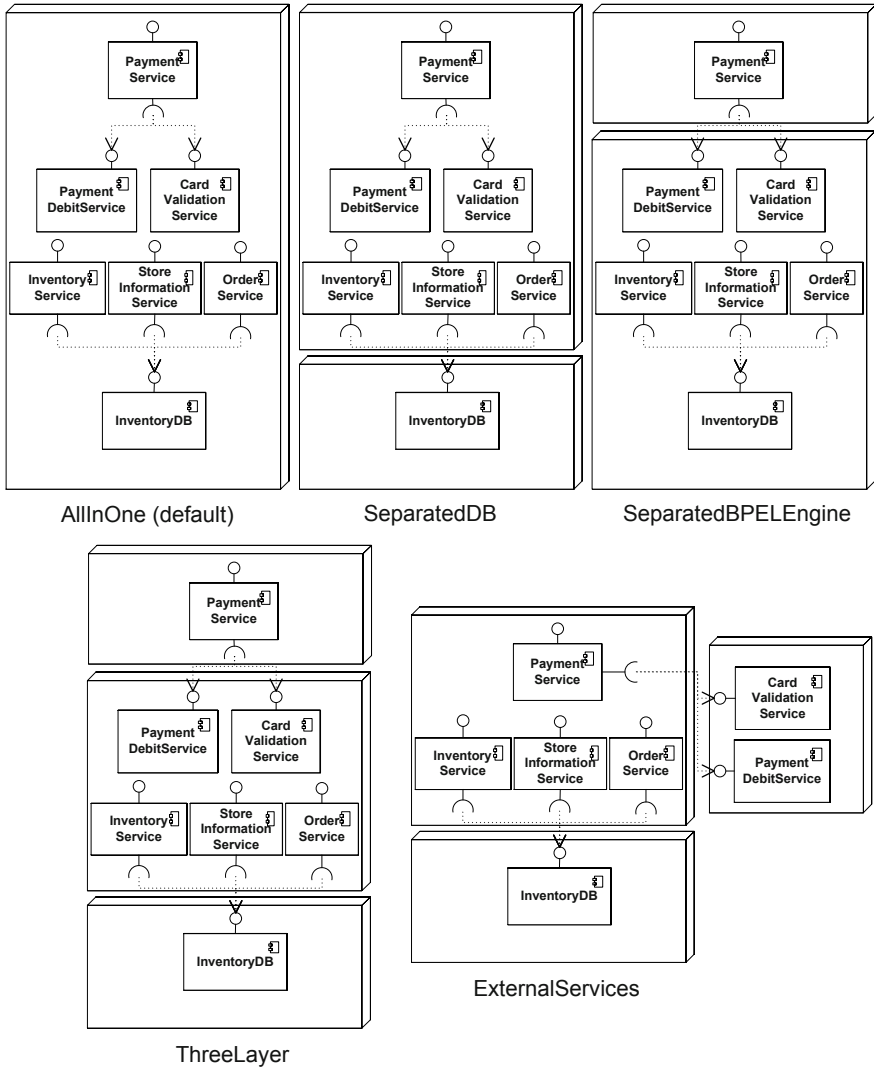 Payment
Service
Payment
DebitService
Card
Validation
Service
Inventory
Service
Store
Information
Service
Order
Service
InventoryDB
AllInOne (default)
Payment
Service
Payment
DebitService
Card
Validation
Service
Inventory
Service
Store
Information
Service
Order
Service
InventoryDB
SeparatedDB
Payment
Service
Payment
DebitService
Card
Validation
Service
Inventory
Service
Store
Information
Service
Order
Service
InventoryDB
SeparatedBPELEngine
Payment
Service
Payment
DebitService
Card
Validation
Service
Inventory
Service
Store
Information
Service
Order
Service
InventoryDB
ThreeLayer
Payment
Service
Card
Validation
Service
Payment
DebitService
Inventory
Service
Store
Information
Service
Order
Service
InventoryDB
ExternalServices